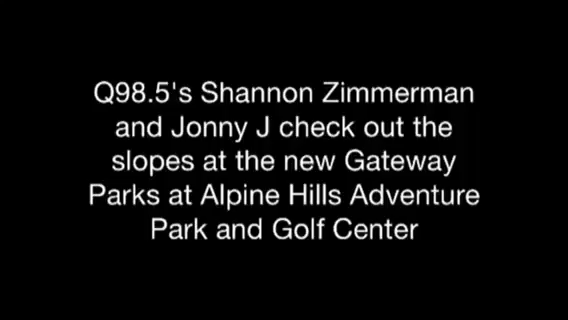 Q98.5's Shannon Zimmerman
and Jonny J check out the
slopes at the new Gateway
Parks at Alpine Hills Adventure
Park and Golf Center